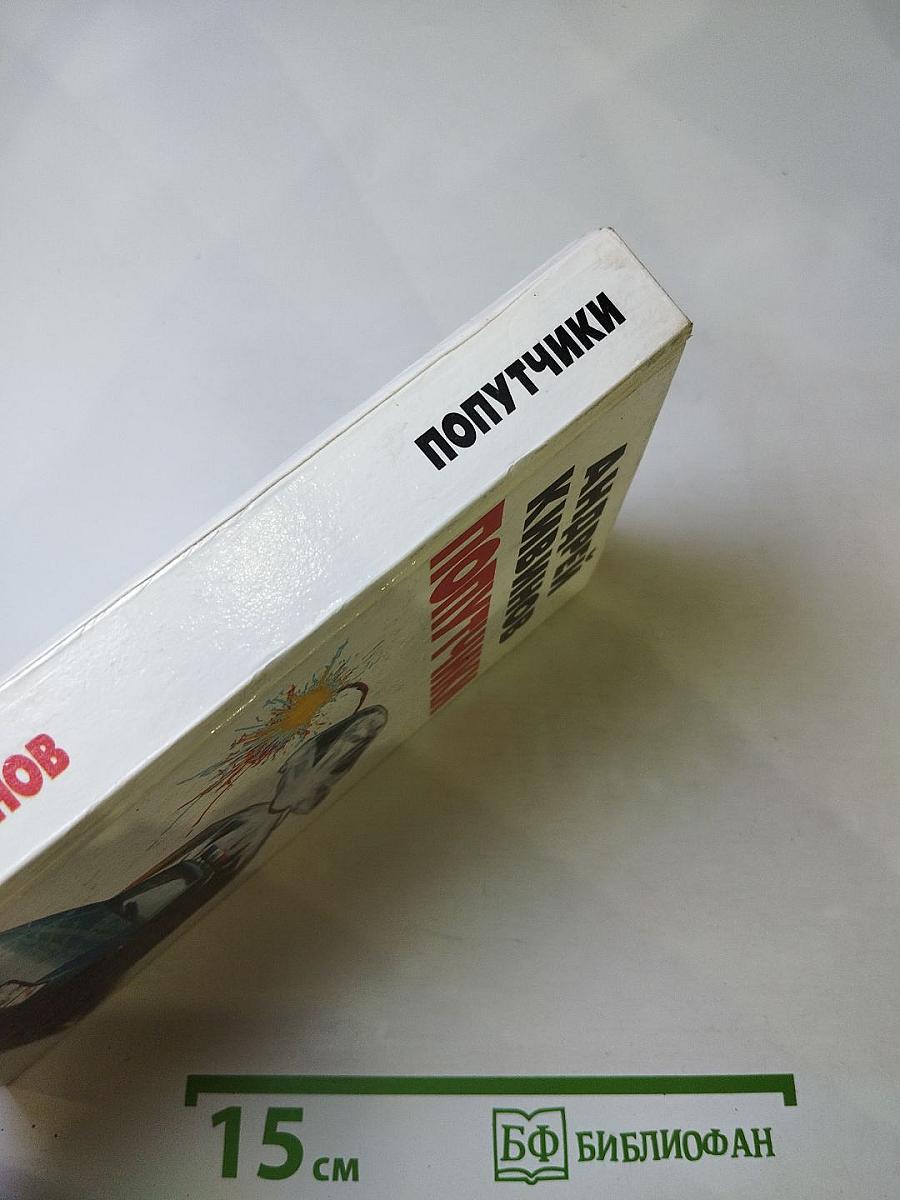 НОВ
ПОПУТЧИКИ
АНДРЕЙ
КИВИНОВ
ПОПУТЧИКИ
15 см
БФ БИБЛИОФАН